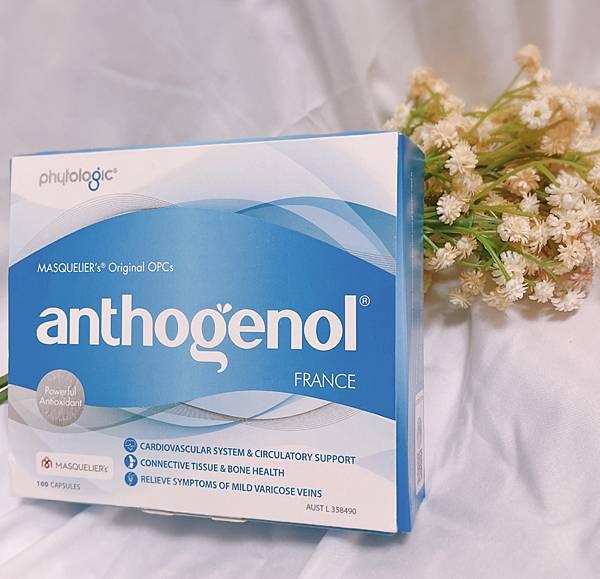 phytologic®
MASQUELIER's® Original OPCs
anthogenol®
FRANCE
Powerful
Antioxidant
CARDIOVASCULAR SYSTEM & CIRCULATORY SUPPORT
CONNECTIVE TISSUE & BONE HEALTH
RELIEVE SYMPTOMS OF MILD VARICOSE VEINS
MASQUELIER's
100 CAPSULES
AUST L 358490